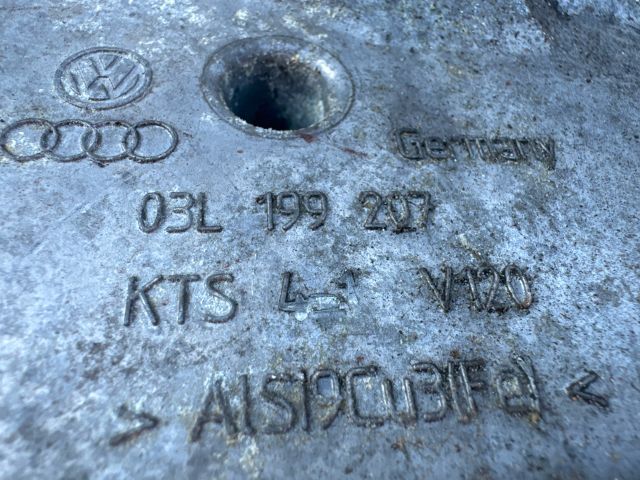 Germany
03L 199 207
KTS V120
> AlSi9Cu3(Fe) <